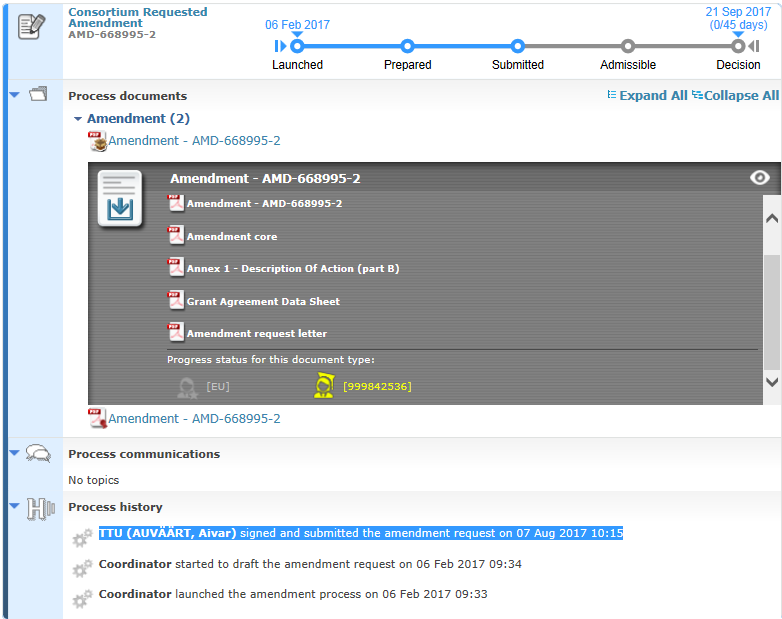 Consortium Requested
Amendment
AMD-668995-2
06 Feb 2017
21 Sep 2017
(0/45 days)
Launched
Prepared
Submitted
Admissible
Decision
Process documents
Expand All
Collapse All
Amendment (2)
Amendment - AMD-668995-2
Amendment - AMD-668995-2
Amendment - AMD-668995-2
Amendment core
Annex 1 - Description Of Action (part B)
Grant Agreement Data Sheet
Amendment request letter
Progress status for this document type:
[EU]
[999842536]
Amendment - AMD-668995-2
Process communications
No topics
Process history
TTU (AUVÄÄRT, Aivar) signed and submitted the amendment request on 07 Aug 2017 10:15
Coordinator started to draft the amendment request on 06 Feb 2017 09:34
Coordinator launched the amendment process on 06 Feb 2017 09:33